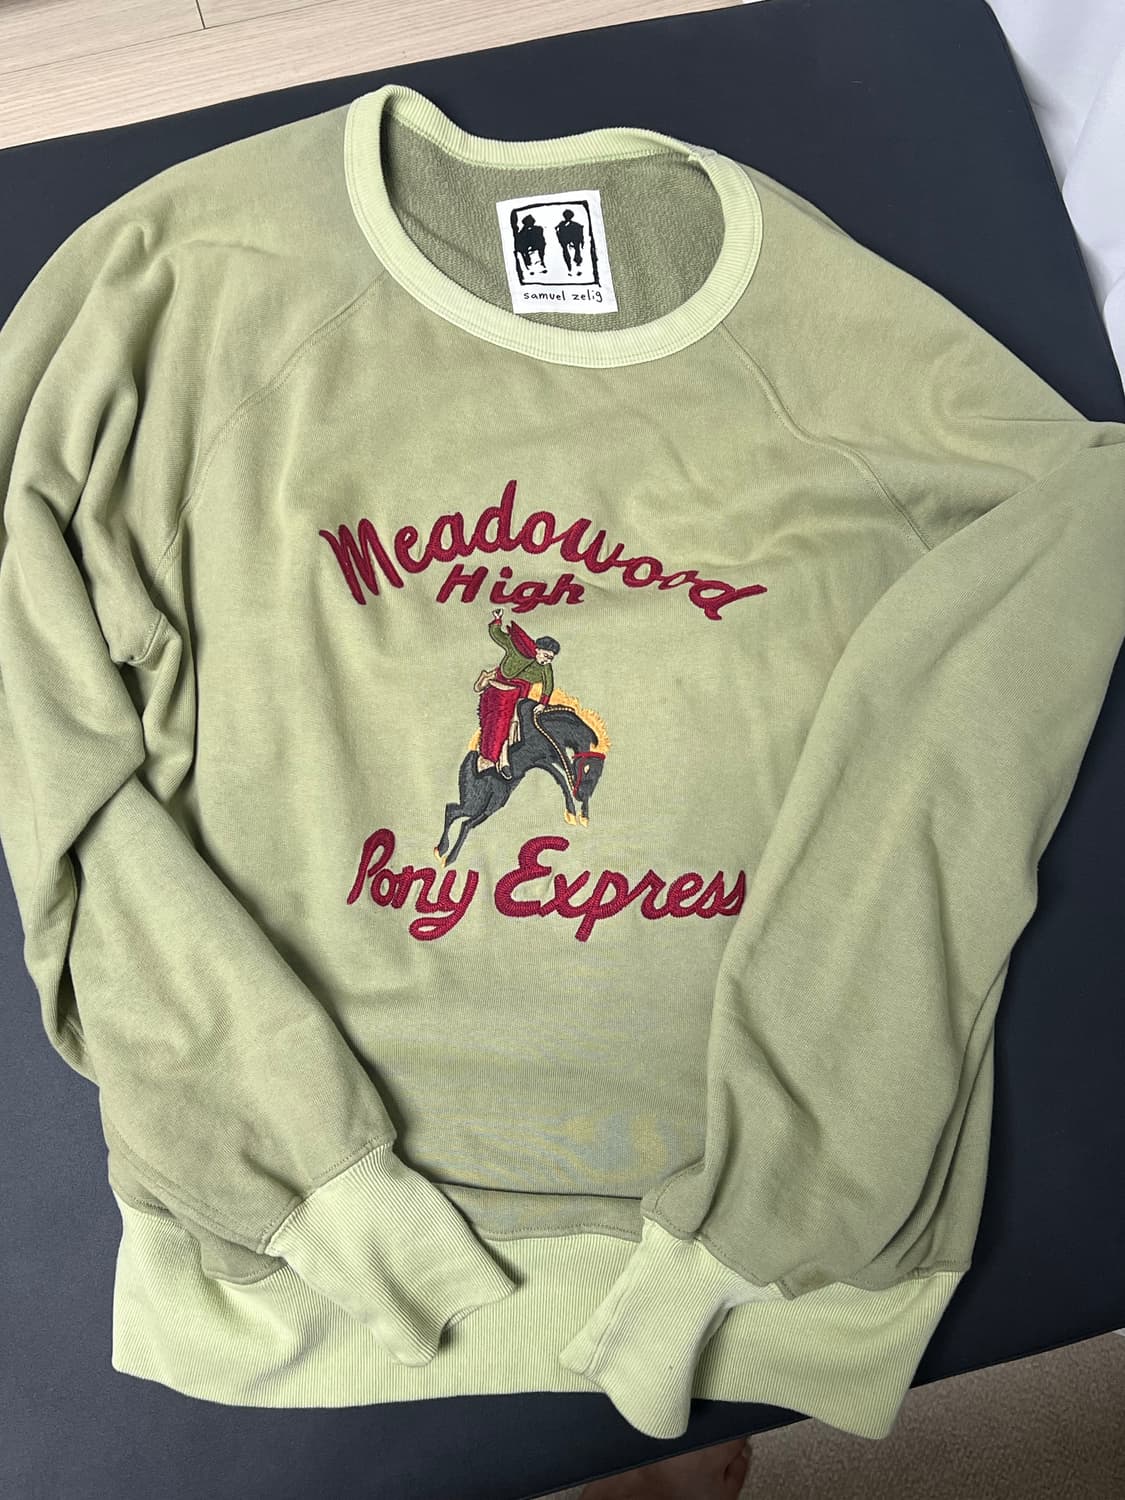 samuel zelig
Meadowood
High
Pony Express